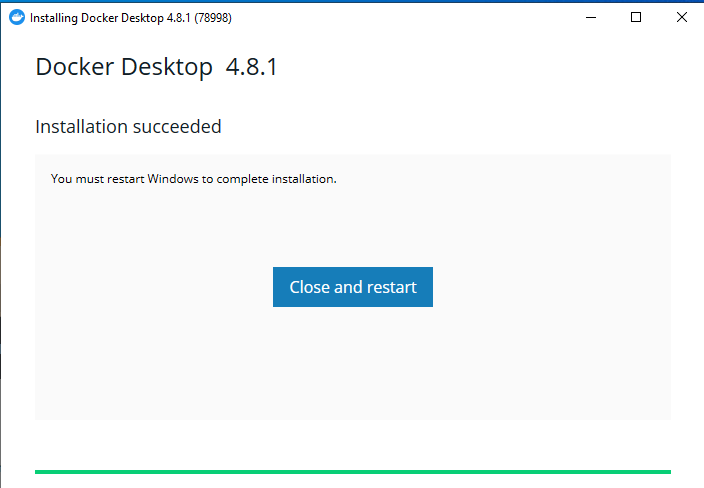 Installing Docker Desktop 4.8.1 (78998)
Docker Desktop 4.8.1
Installation succeeded
You must restart Windows to complete installation.
Close and restart